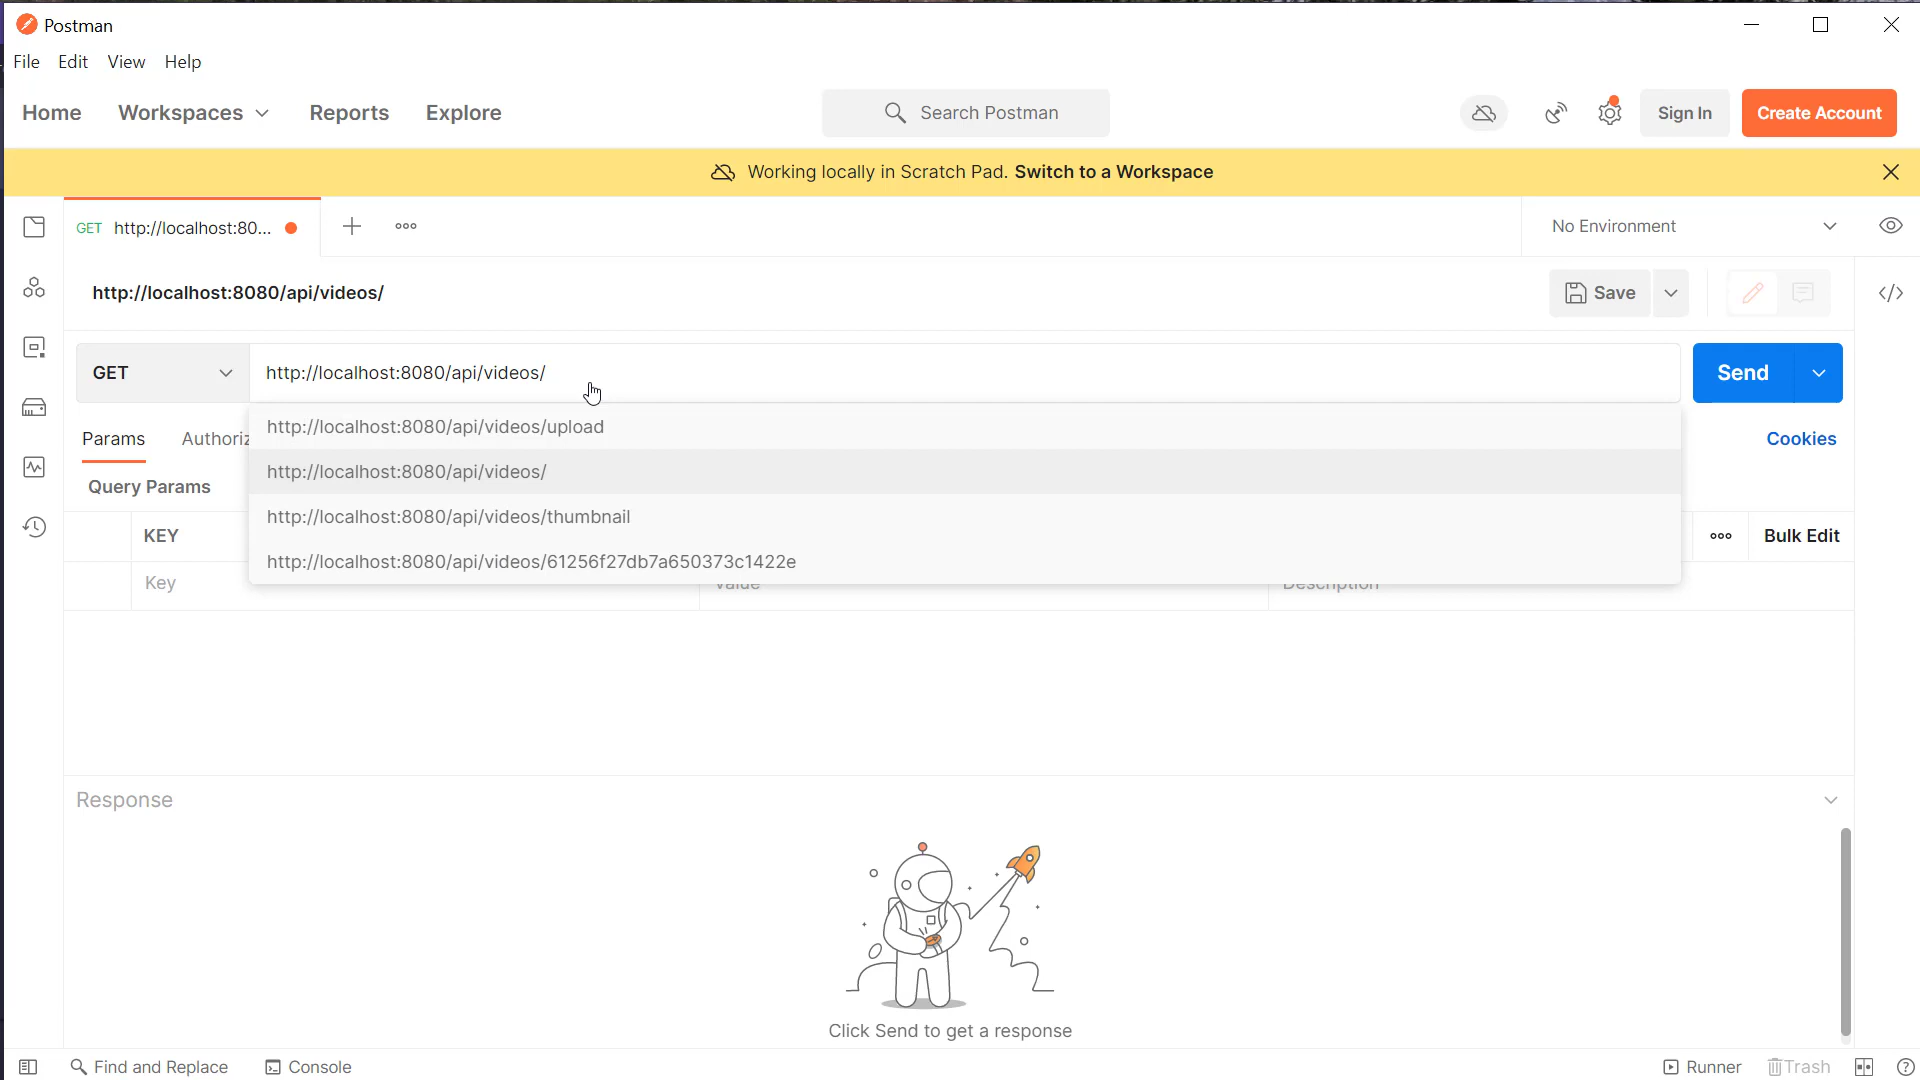 Postman
File Edit View Help
Home Workspaces Reports Explore Search Postman Sign In Create Account
Working locally in Scratch Pad. Switch to a Workspace
GET http://localhost:80... No Environment
http://localhost:8080/api/videos/ Save
GET http://localhost:8080/api/videos/ Send
http://localhost:8080/api/videos/upload
Params Authoriz Cookies
http://localhost:8080/api/videos/
Query Params
http://localhost:8080/api/videos/thumbnail
KEY Bulk Edit
http://localhost:8080/api/videos/61256f27db7a650373c1422e
Key Value Description
Response
Click Send to get a response
Find and Replace Console Runner Trash